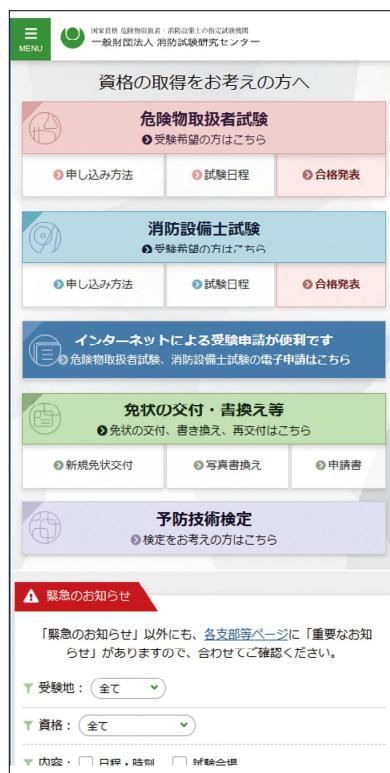 MENU
国家資格 危険物取扱者・消防設備士の指定試験機関
一般財団法人 消防試験研究センター
資格の取得をお考えの方へ
危険物取扱者試験
受験希望の方はこちら
申し込み方法 試験日程 合格発表
消防設備士試験
受験希望の方はこちら
申し込み方法 試験日程 合格発表
インターネットによる受験申請が便利です
危険物取扱者試験、消防設備士試験の電子申請はこちら
免状の交付・書換え等
免状の交付、書き換え、再交付はこちら
新規免状交付 写真書換え 申請書
予防技術検定
検定をお考えの方はこちら
緊急のお知らせ
「緊急のお知らせ」以外にも、各支部等ページに「重要なお知
らせ」がありますので、合わせてご確認ください。
受験地： 全て
資格： 全て
内容： 日程・時刻 試験会場